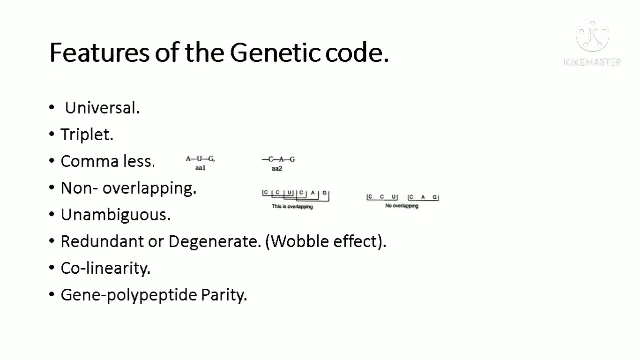 Features of the Genetic code.
KINEMASTER
• Universal.
• Triplet.
• Comma less.
A—U—G,
aa1
—C—A—G
aa2
• Non- overlapping.
C C U C A G
This is overlapping
C C U C A G
No overlapping
• Unambiguous.
• Redundant or Degenerate. (Wobble effect).
• Co-linearity.
• Gene-polypeptide Parity.